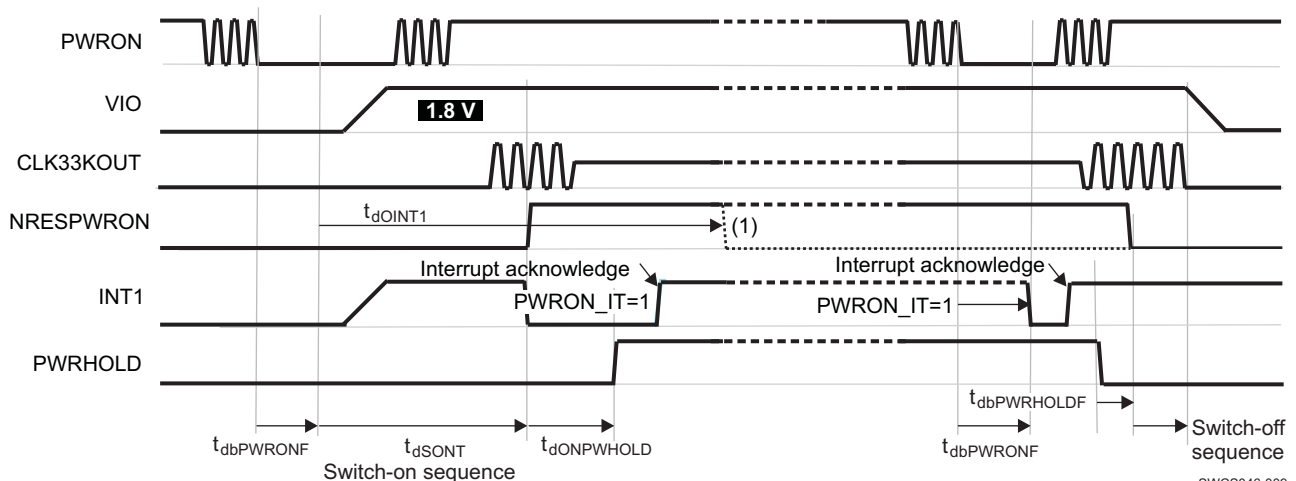 PWRON
VIO
1.8 V
CLK33KOUT
NRESPWRON
tdOINT1
(1)
Interrupt acknowledge
Interrupt acknowledge
INT1
PWRON_IT=1
PWRON_IT=1
PWRHOLD
tdbPWRHOLDF
tdbPWRONF
tdSONT
tdONPWHOLD
tdbPWRONF
Switch-off
sequence
Switch-on sequence